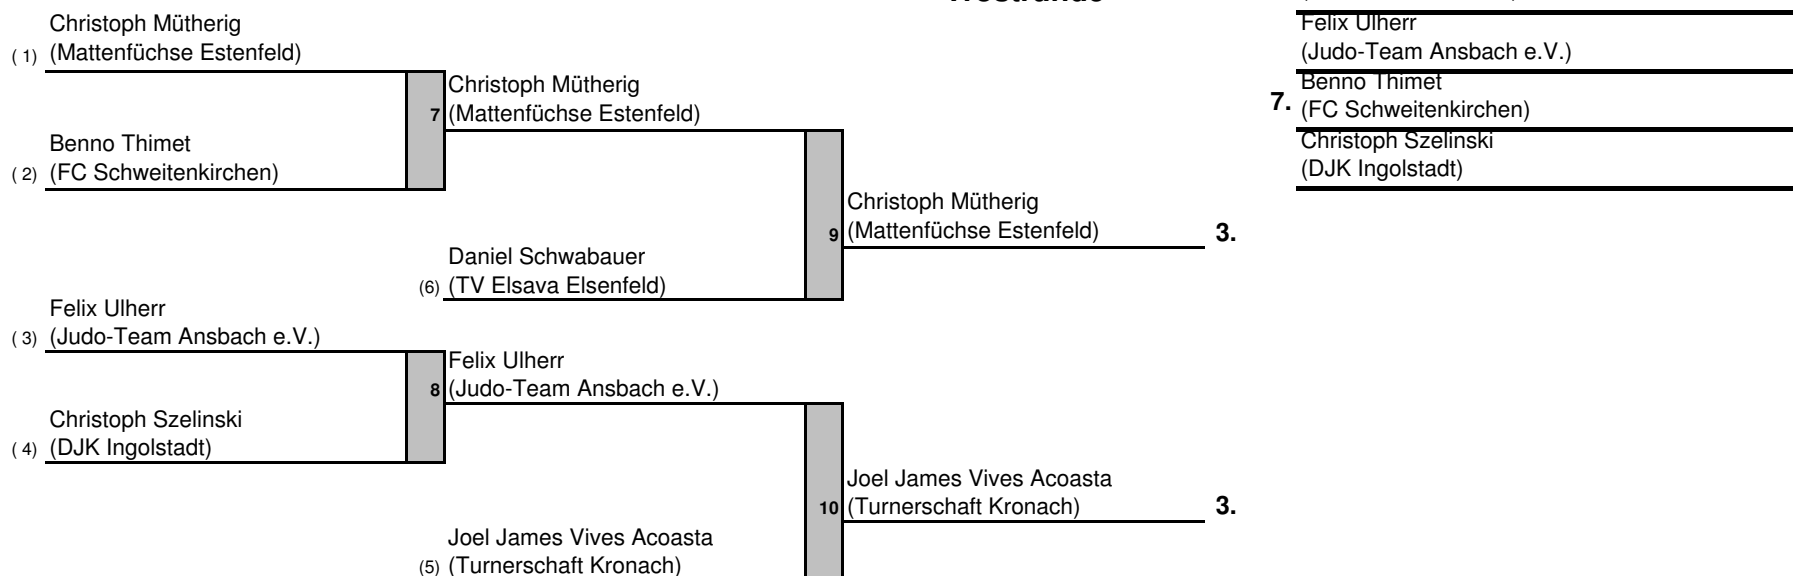 Christoph Mütherig
( 1) (Mattenfüchse Estenfeld)
Christoph Mütherig
7 (Mattenfüchse Estenfeld)
Benno Thimet
( 2) (FC Schweitenkirchen)
Christoph Mütherig
9 (Mattenfüchse Estenfeld) 3.
Daniel Schwabauer
(6) (TV Elsava Elsenfeld)
Felix Ulherr
( 3) (Judo-Team Ansbach e.V.)
Felix Ulherr
8 (Judo-Team Ansbach e.V.)
Christoph Szelinski
( 4) (DJK Ingolstadt)
Joel James Vives Acoasta
10 (Turnerschaft Kronach) 3.
Joel James Vives Acoasta
(5) (Turnerschaft Kronach)
Felix Ulherr
(Judo-Team Ansbach e.V.)
Benno Thimet
7. (FC Schweitenkirchen)
Christoph Szelinski
(DJK Ingolstadt)